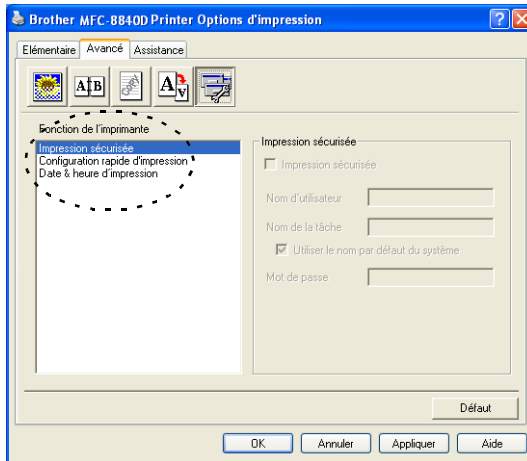 Brother MFC-8840D Printer Options d'impression
Elémentaire Avancé Assistance
Fonction de l'imprimante
Impression sécurisée
Configuration rapide d'impression
Date & heure d'impression
Impression sécurisée
Impression sécurisée
Nom d'utilisateur
Nom de la tâche
Utiliser le nom par défaut du système
Mot de passe
Défaut
OK Annuler Appliquer Aide